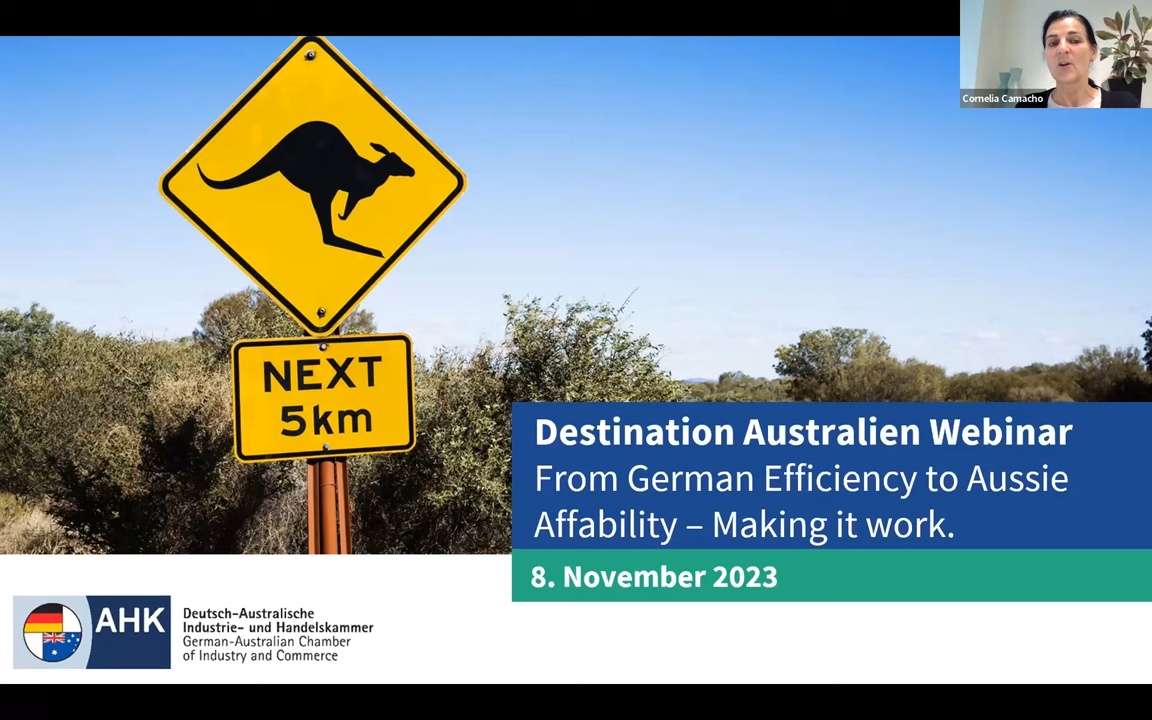 Cornelia Camacho
NEXT
5km
Destination Australien Webinar
From German Efficiency to Aussie
Affability – Making it work.
8. November 2023
AHK
Deutsch-Australische
Industrie- und Handelskammer
German-Australian Chamber
of Industry and Commerce